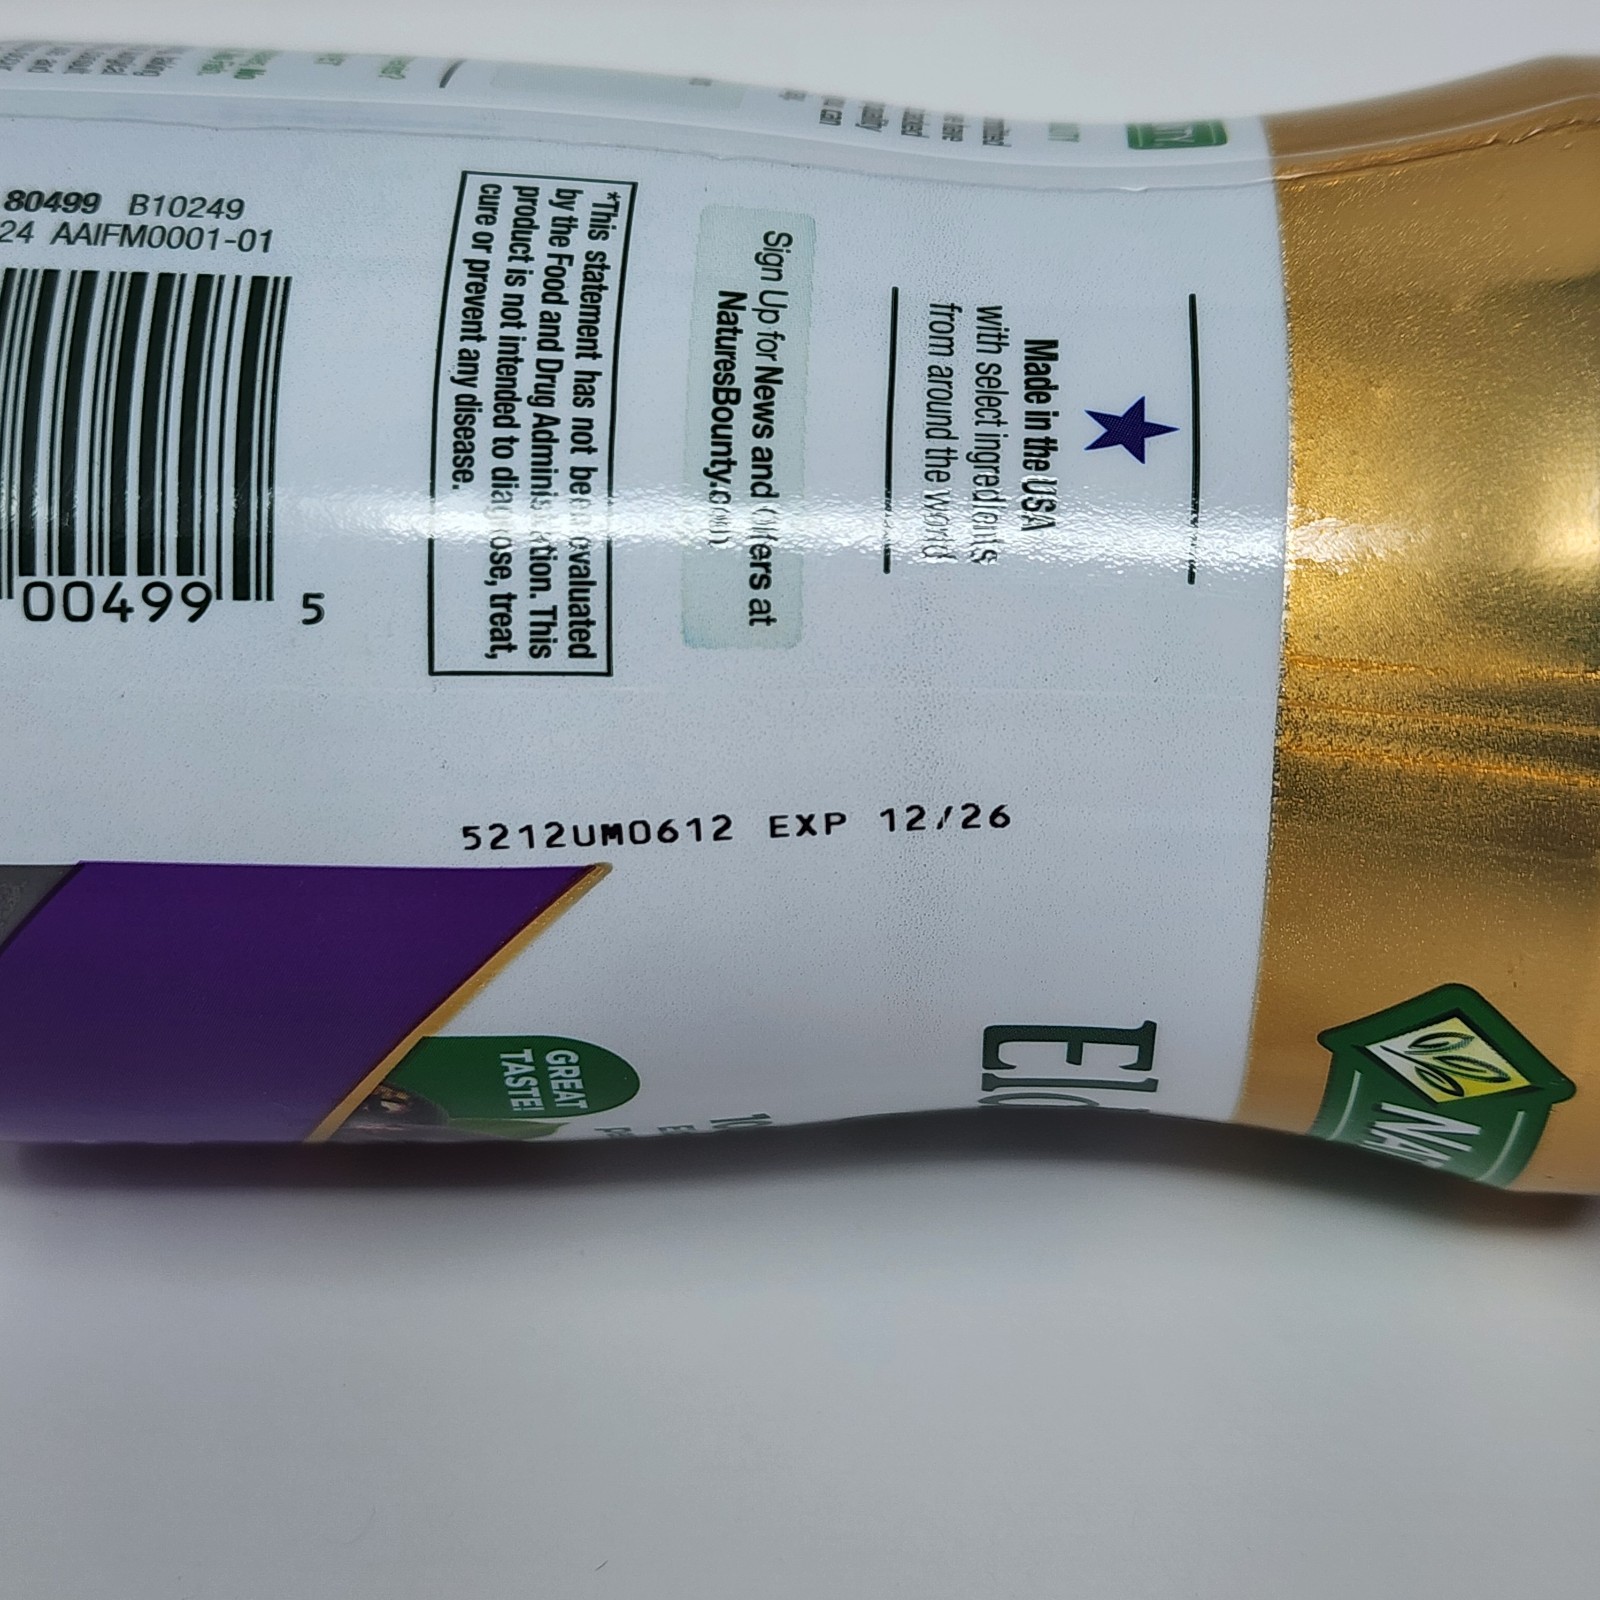 80499 B10249
24 AAIFM0001-01
00499 5
*This statement has not been evaluated
by the Food and Drug Administration. This
product is not intended to diagnose, treat,
cure or prevent any disease.
Sign Up for News and Offers at
NaturesBounty.com
Made in the USA
with select ingredients
from around the world
5212UM0612 EXP 12/26
GREAT
TASTE!